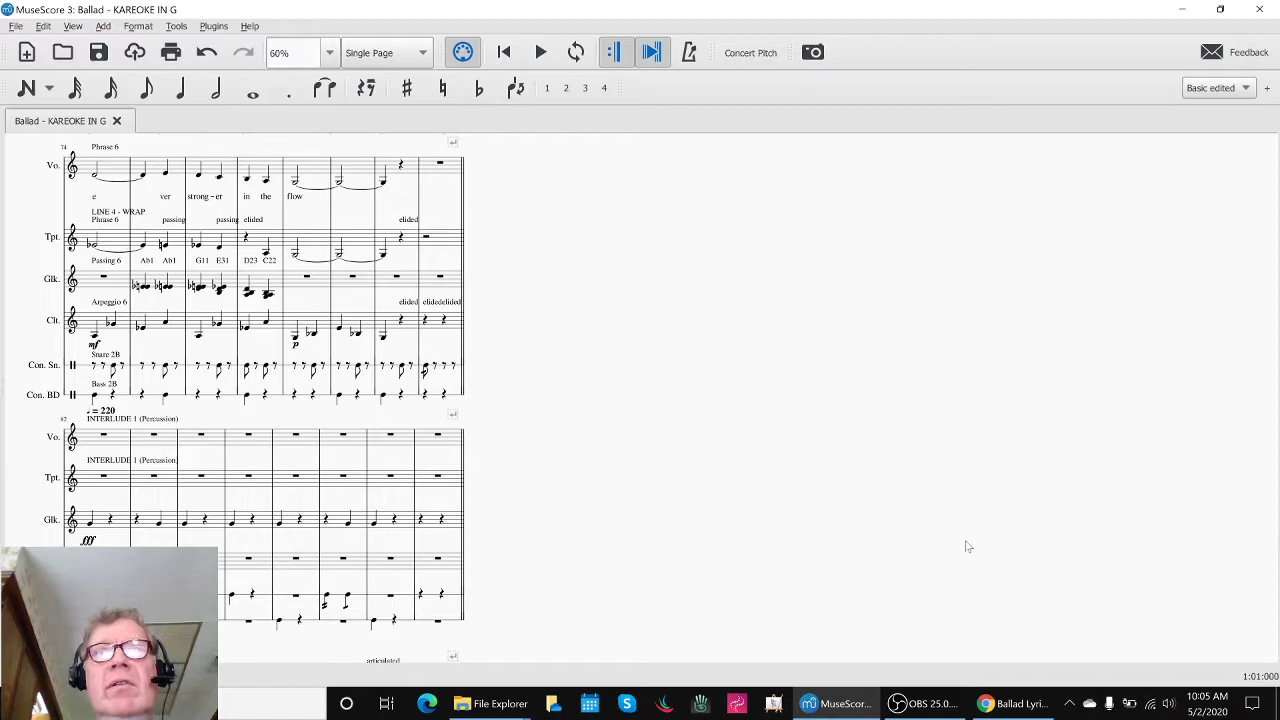 MuseScore 3: Ballad - KAREOKE IN G
File Edit View Add Format Tools Plugins Help
60% Single Page Concert Pitch Feedback
1 2 3 4 Basic edited +
Ballad - KAREOKE IN G
74 Phrase 6
Vo.
e ver strong - er in the flow
LINE 4 - WRAP
Phrase 6 passing passing elided elided
Tpt.
Passing 6 Ab1 Ab1 G11 E31 D23 C22
Glk.
Arpeggio 6 elided elidedelided
Clt.
mf p
Snare 2B
Con. Sn.
Bass 2B
Con. BD
= 220
82 INTERLUDE 1 (Percussion)
Vo.
INTERLUDE 1 (Percussion
Tpt.
Glk.
fff
articulated
1:01:000
File Explorer MuseScor... OBS 25.0.... Ballad Lyri...
10:05 AM
5/2/2020